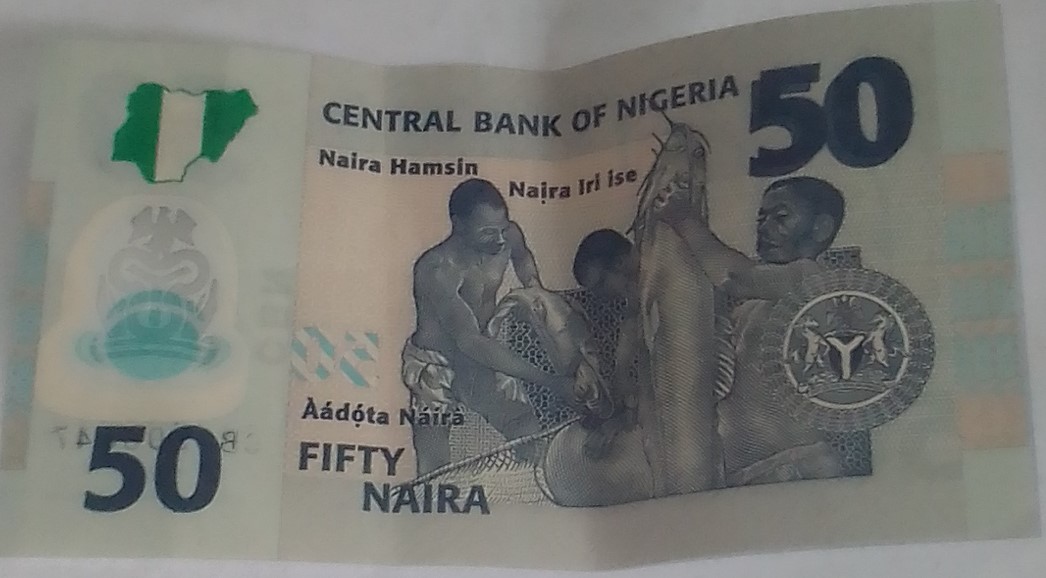 CENTRAL BANK OF NIGERIA
50
Naira Hamsin
Naịra Iri ise
Àádọ́ta Náírà
50
FIFTY
NAIRA